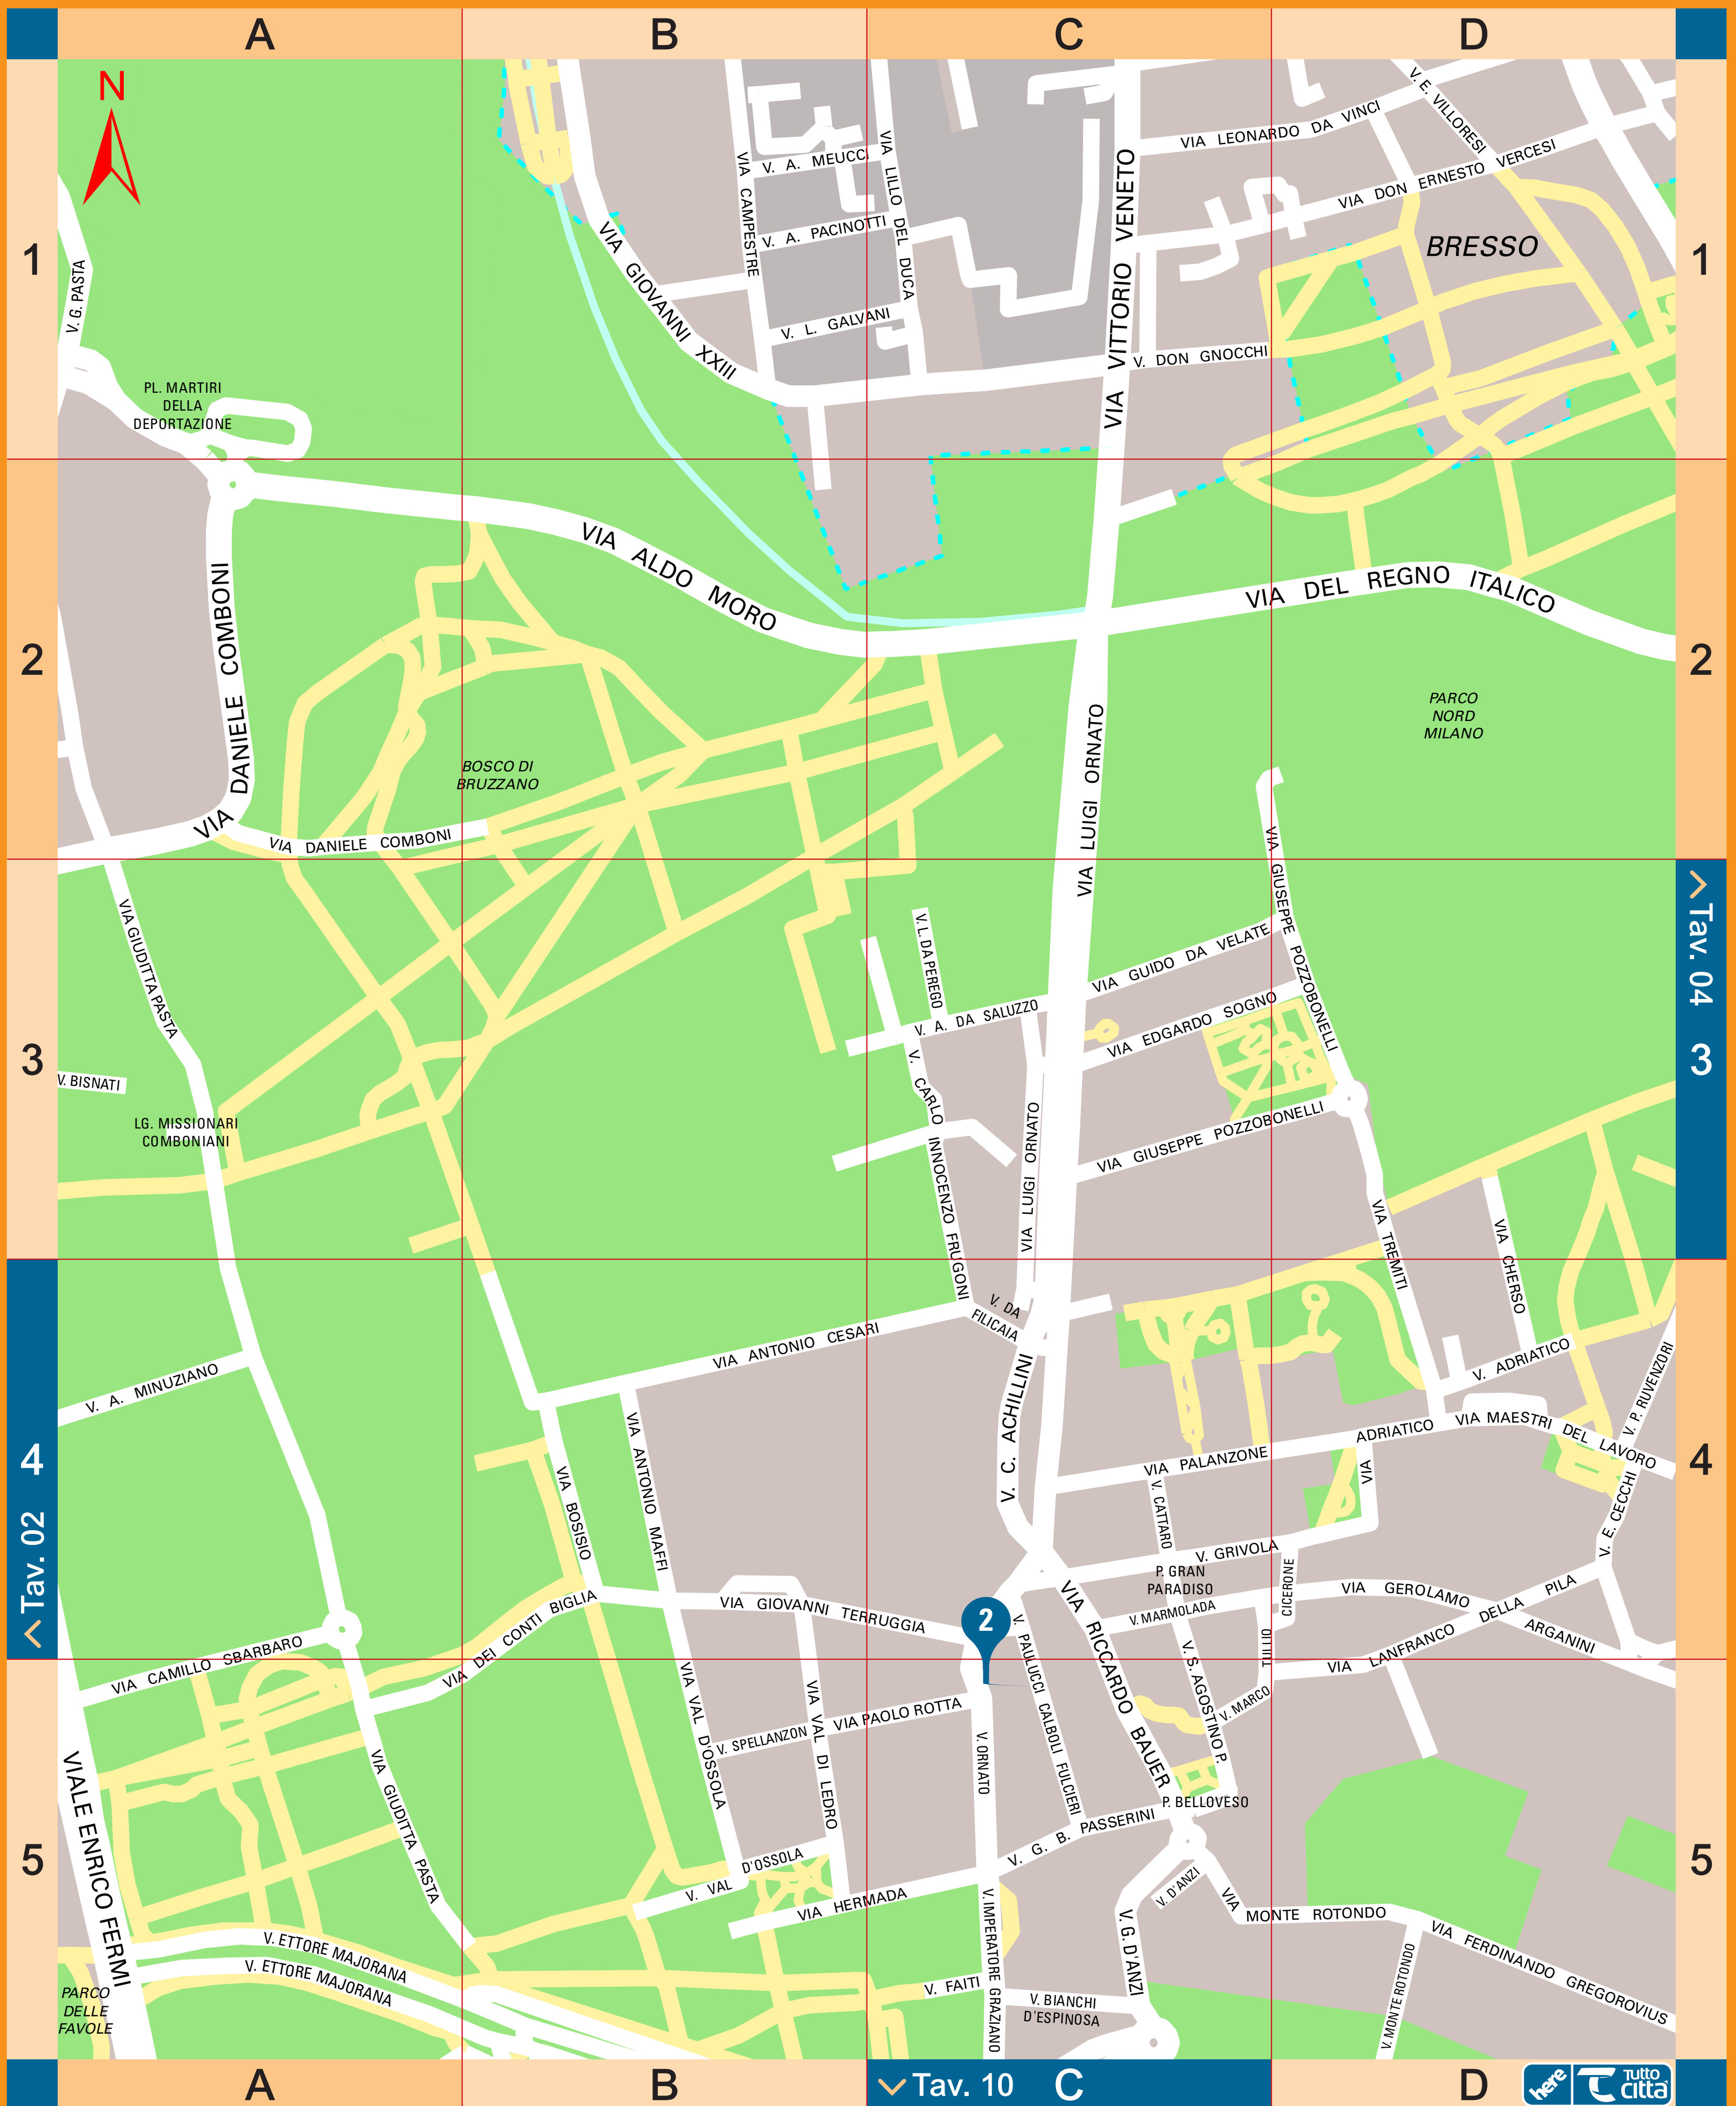 A B C D
N
V. E. VILLORESI
VIA LEONARDO DA VINCI
V. A. MEUCCI
VIA CAMPESTRE
VIA LILLO DEL DUCA
VIA DON ERNESTO VERCESI
VIA VITTORIO VENETO
V. A. PACINOTTI
BRESSO
1
1
VIA GIOVANNI XXIII
V. G. PASTA
V. L. GALVANI
V. DON GNOCCHI
PL. MARTIRI
DELLA
DEPORTAZIONE
VIA ALDO MORO
VIA DEL REGNO ITALICO
VIA DANIELE COMBONI
2
2
PARCO
NORD
MILANO
VIA LUIGI ORNATO
BOSCO DI
BRUZZANO
VIA DANIELE COMBONI
VIA GIUSEPPE POZZOBONELLI
Tav. 04
VIA GIUDITTA PASTA
V. L. DA PEREGO
VIA GUIDO DA VELATE
V. A. DA SALUZZO
VIA EDGARDO SOGNO
3
3
V. BISNATI
V. CARLO INNOCENZO FRUGONI
LG. MISSIONARI
COMBONIANI
VIA LUIGI ORNATO
VIA GIUSEPPE POZZOBONELLI
VIA TREMITI
VIA CHERSO
V. DA
FILICAIA
VIA ANTONIO CESARI
V. A. MINUZIANO
V. C. ACHILLINI
V. ADRIATICO
V. P. RUVENZORI
VIA MAESTRI DEL LAVORO
VIA ADRIATICO
VIA PALANZONE
4
4
Tav. 02
VIA BOSISIO
VIA ANTONIO MAFFI
V. CATTARO
V. E. CECCHI
V. GRIVOLA
P. GRAN
PARADISO
VIA GEROLAMO ARGANINI
VIA LANFRANCO DELLA PILA
VIA DEI CONTI BIGLIA
VIA GIOVANNI TERRUGGIA
2
V. MARMOLADA
CICERONE
VIA CAMILLO SBARBARO
V. PAULUCCI CALBOLI FULCIERI
VIA RICCARDO BAUER
V. S. AGOSTINO P.
V. MARCO TULLIO
VIA VAL D'OSSOLA
VIA VAL DI LEDRO
V. SPELLANZON
VIA PAOLO ROTTA
V. ORNATO
VIALE ENRICO FERMI
VIA GIUDITTA PASTA
P. BELLOVESO
V. G. B. PASSERINI
5
5
V. VAL D'OSSOLA
VIA HERMADA
V. D'ANZI
VIA MONTE ROTONDO
V. IMPERATORE GRAZIANO
V. G. D'ANZI
VIA FERDINANDO GREGOROVIUS
V. MONTE ROTONDO
V. ETTORE MAJORANA
V. ETTORE MAJORANA
V. FAITI
V. BIANCHI
D'ESPINOSA
PARCO
DELLE
FAVOLE
A B Tav. 10 C D
here TUTTO
città